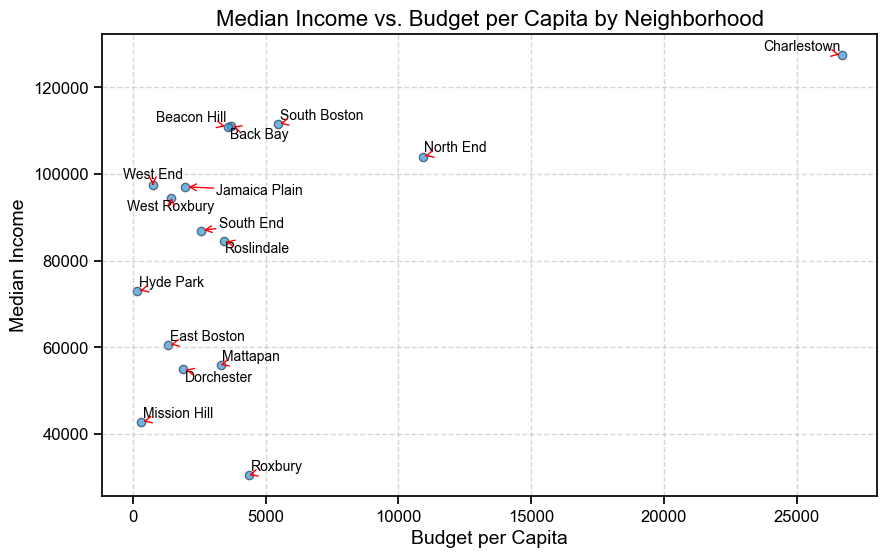 Median Income vs. Budget per Capita by Neighborhood
Charlestown
120000
Beacon Hill
South Boston
Back Bay
North End
100000
West End
Jamaica Plain
West Roxbury
South End
Roslindale
80000
Hyde Park
60000
East Boston
Mattapan
Dorchester
Mission Hill
40000
Roxbury
Median Income
0 5000 10000 15000 20000 25000
Budget per Capita